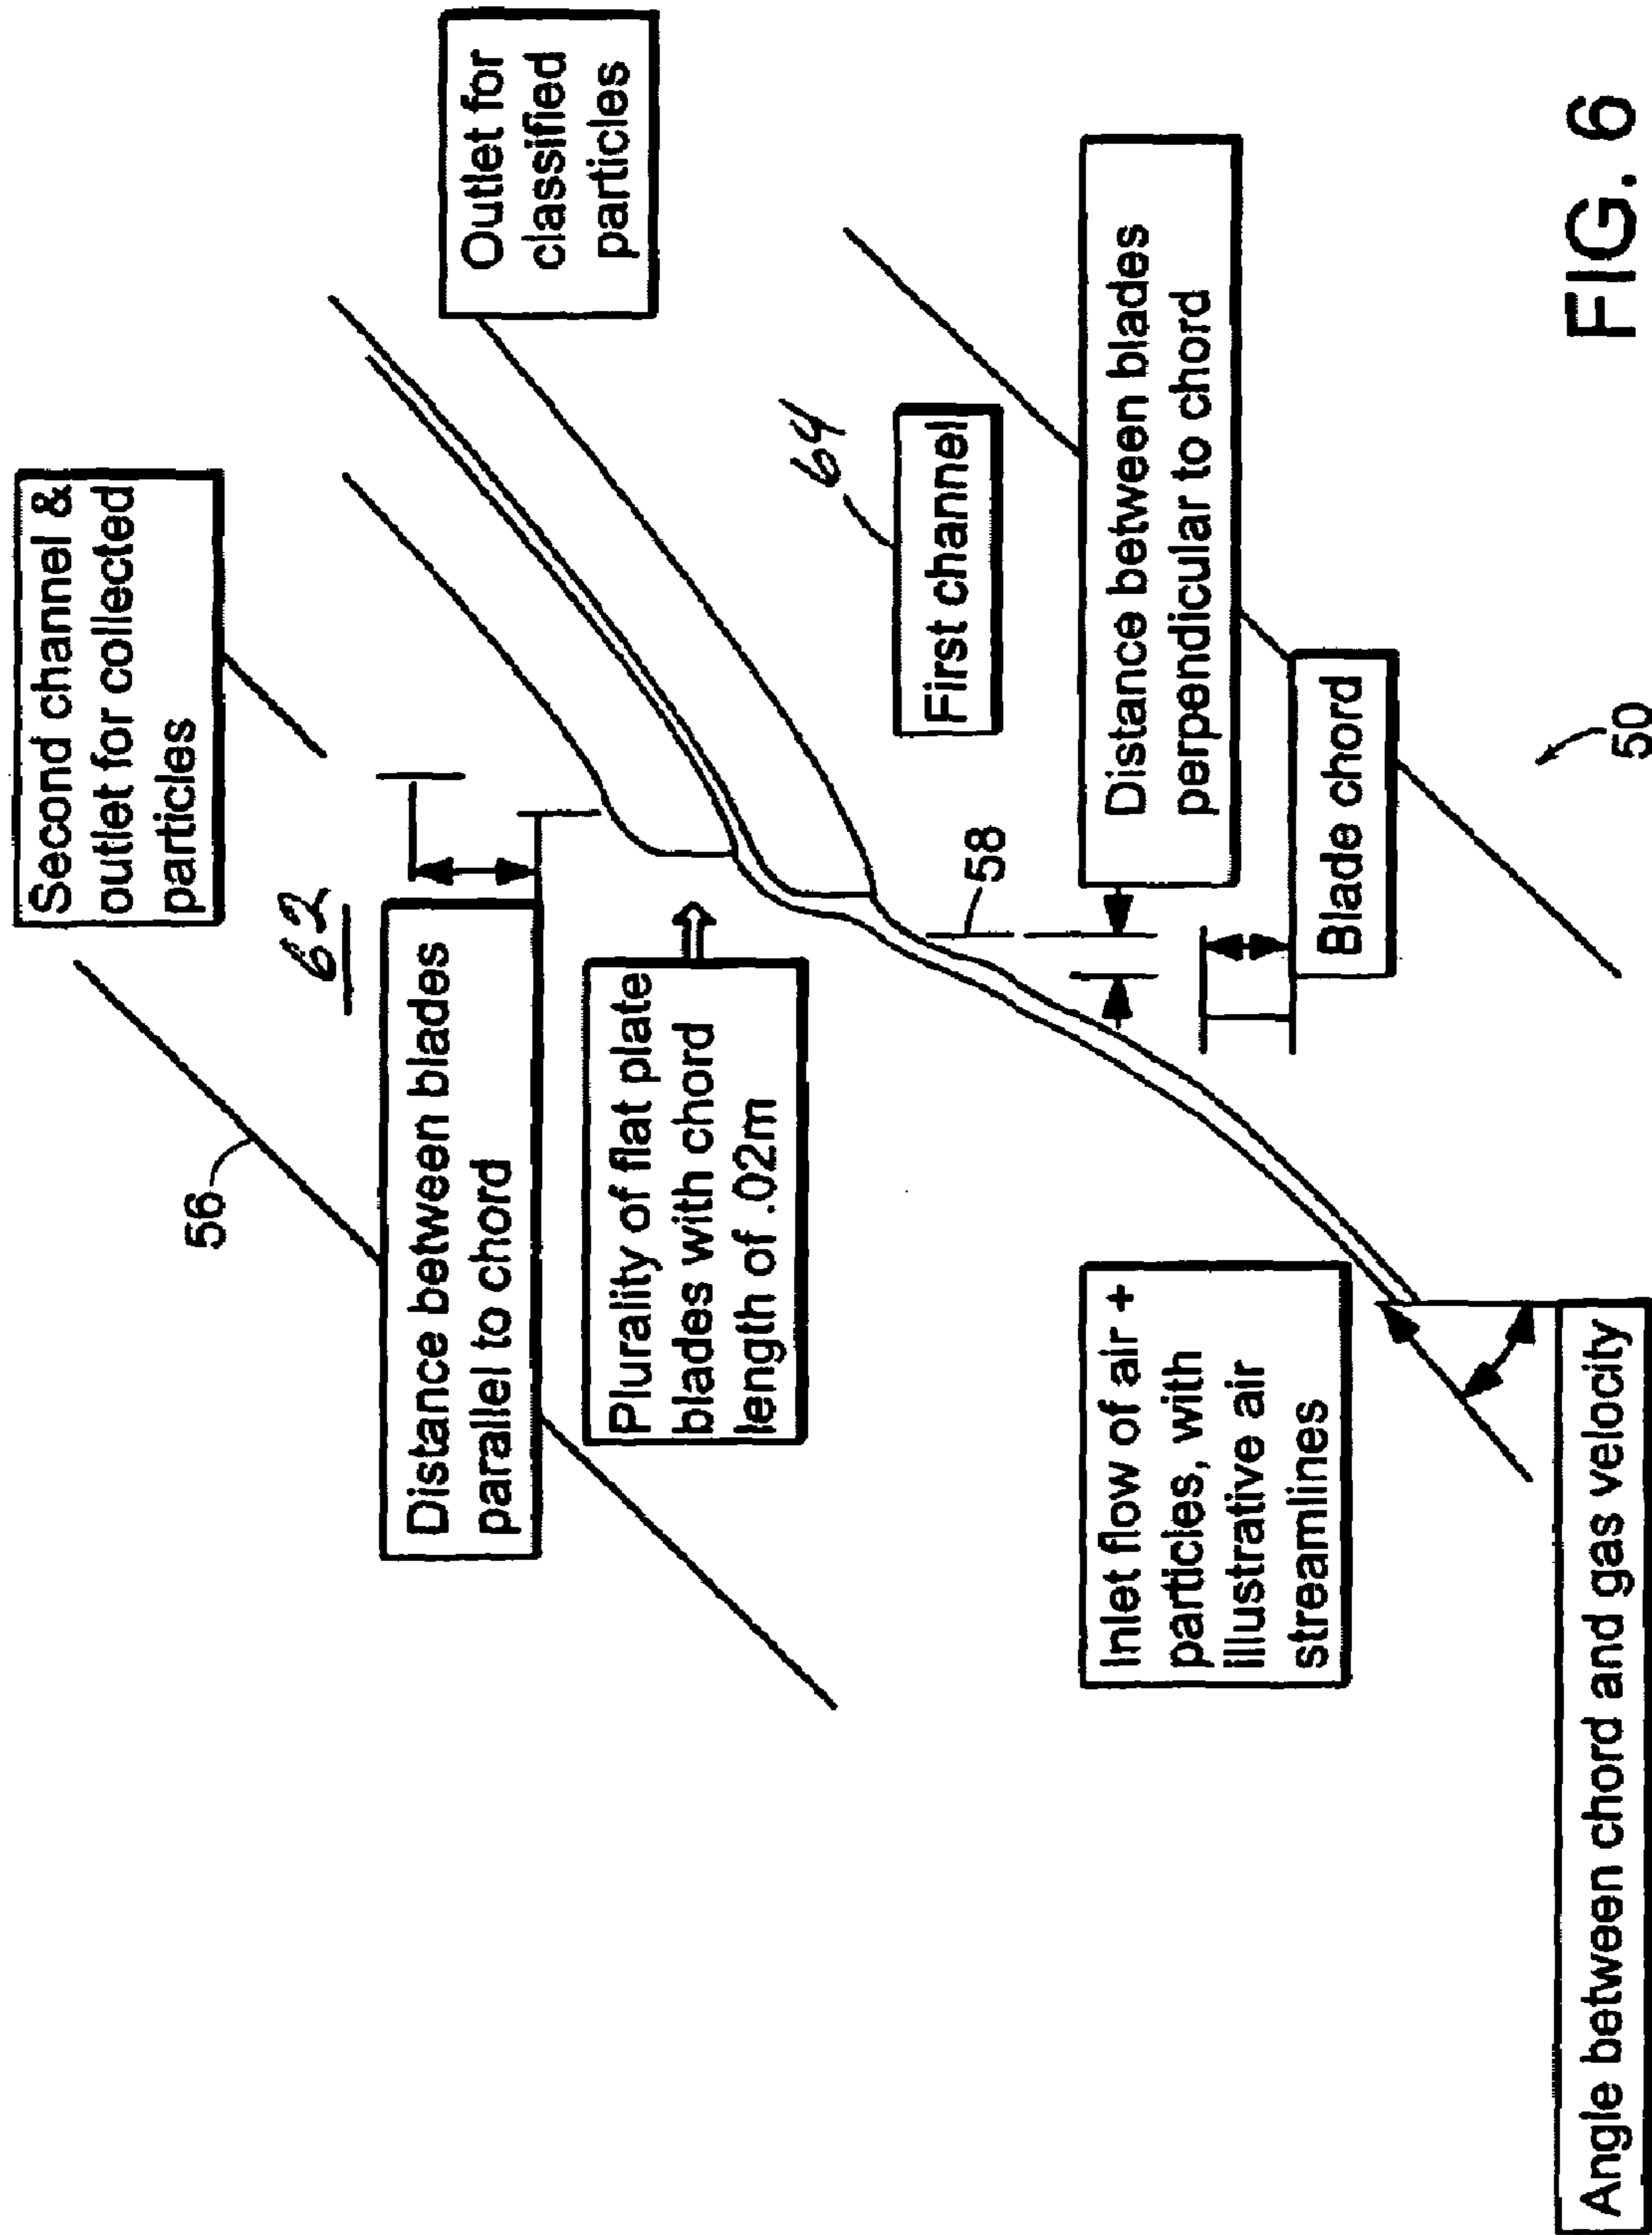 Second channel &
outlet for collected
particles
62
56
Distance between blades
parallel to chord
Outlet for
classified
particles
Plurality of flat plate
blades with chord
length of .02m
64
First channel
58
Inlet flow of air +
particles, with
illustrative air
streamlines
Distance between blades
perpendicular to chord
Blade chord
50
Angle between chord and gas velocity
FIG. 6